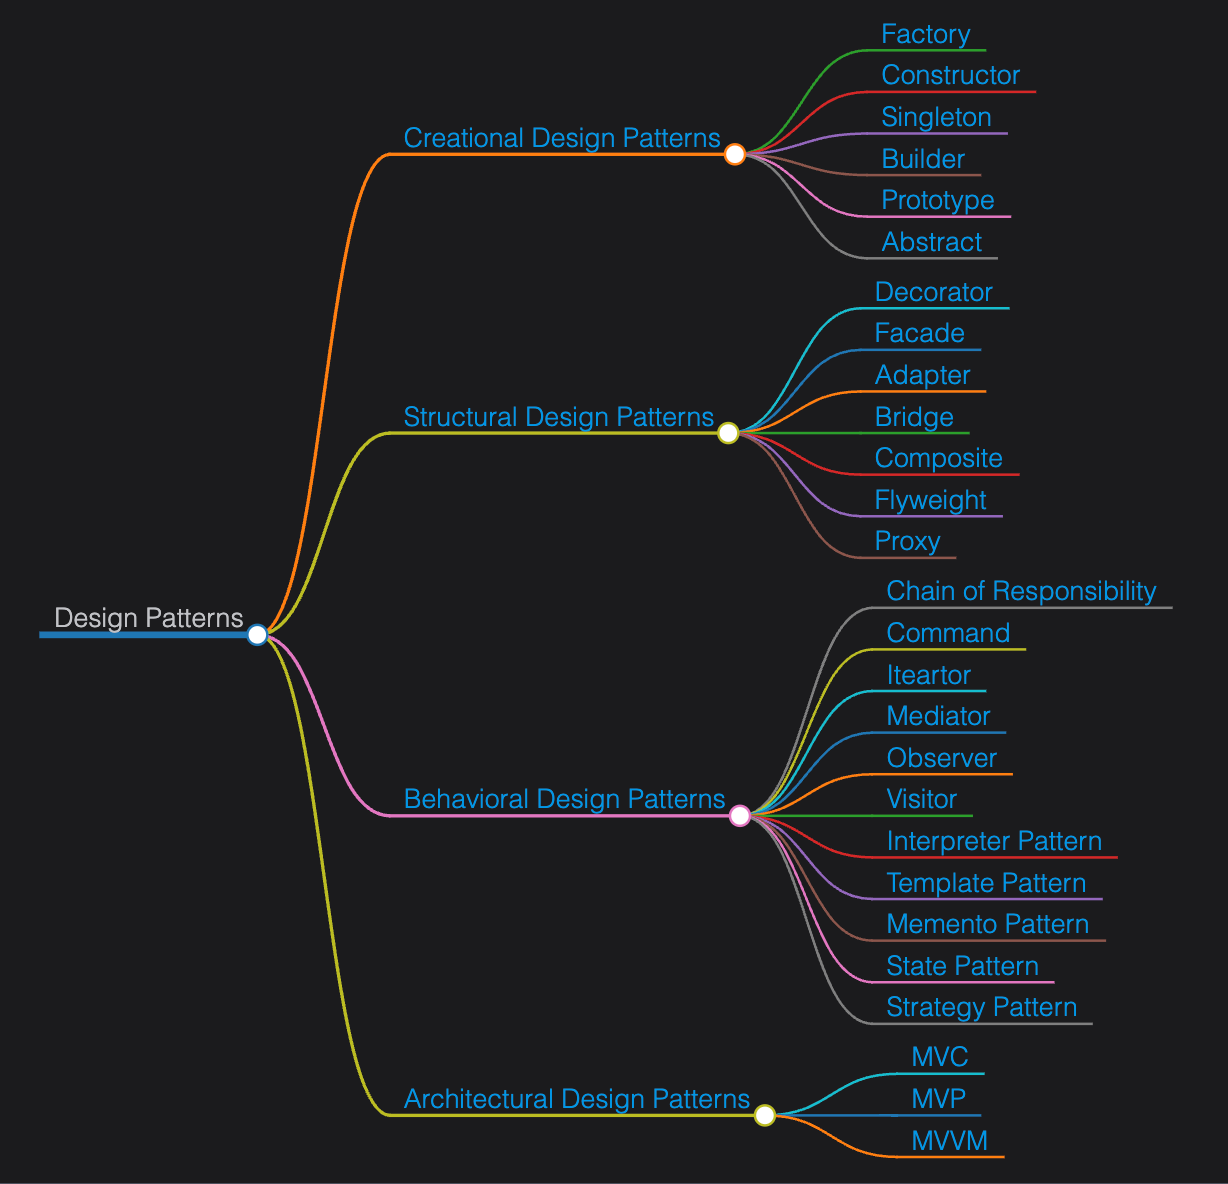 Design Patterns
Creational Design Patterns
Factory
Constructor
Singleton
Builder
Prototype
Abstract
Structural Design Patterns
Decorator
Facade
Adapter
Bridge
Composite
Flyweight
Proxy
Behavioral Design Patterns
Chain of Responsibility
Command
Iteartor
Mediator
Observer
Visitor
Interpreter Pattern
Template Pattern
Memento Pattern
State Pattern
Strategy Pattern
Architectural Design Patterns
MVC
MVP
MVVM